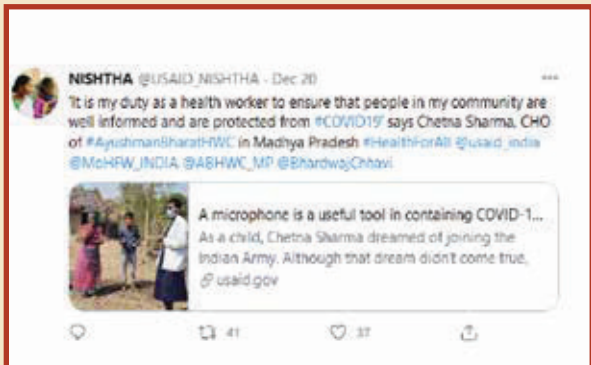 NISHTHA @USAID_NISHTHA - Dec 20
'It is my duty as a health worker to ensure that people in my community are
well informed and are protected from #COVID19' says Chetna Sharma, CHO
of #AyushmanBharatHWC in Madhya Pradesh #HealthForAll @usaid_india
@MoHFW_INDIA @ABHWC_MP @BhardwajChhavi
A microphone is a useful tool in containing COVID-1...
As a child, Chetna Sharma dreamed of joining the
Indian Army. Although that dream didn't come true,
usaid.gov
41 37